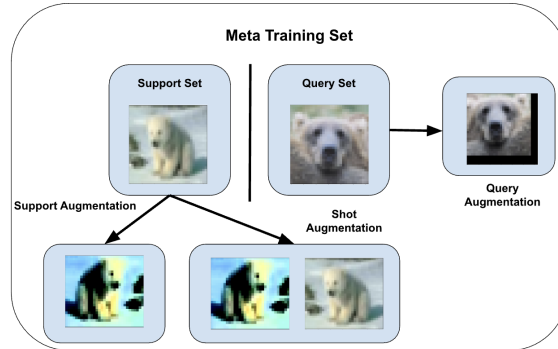 Meta Training Set
Support Set
Query Set
Support Augmentation
Shot
Augmentation
Query
Augmentation